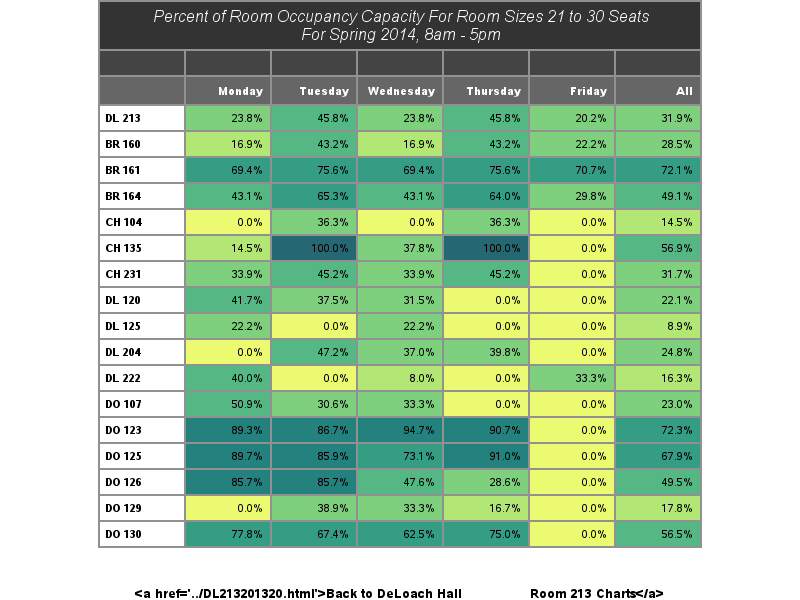 Percent of Room Occupancy Capacity For Room Sizes 21 to 30 Seats
For Spring 2014, 8am - 5pm
Monday Tuesday Wednesday Thursday Friday All
DL 213 23.8% 45.8% 23.8% 45.8% 20.2% 31.9%
BR 160 16.9% 43.2% 16.9% 43.2% 22.2% 28.5%
BR 161 69.4% 75.6% 69.4% 75.6% 70.7% 72.1%
BR 164 43.1% 65.3% 43.1% 64.0% 29.8% 49.1%
CH 104 0.0% 36.3% 0.0% 36.3% 0.0% 14.5%
CH 135 14.5% 100.0% 37.8% 100.0% 0.0% 56.9%
CH 231 33.9% 45.2% 33.9% 45.2% 0.0% 31.7%
DL 120 41.7% 37.5% 31.5% 0.0% 0.0% 22.1%
DL 125 22.2% 0.0% 22.2% 0.0% 0.0% 8.9%
DL 204 0.0% 47.2% 37.0% 39.8% 0.0% 24.8%
DL 222 40.0% 0.0% 8.0% 0.0% 33.3% 16.3%
DO 107 50.9% 30.6% 33.3% 0.0% 0.0% 23.0%
DO 123 89.3% 86.7% 94.7% 90.7% 0.0% 72.3%
DO 125 89.7% 85.9% 73.1% 91.0% 0.0% 67.9%
DO 126 85.7% 85.7% 47.6% 28.6% 0.0% 49.5%
DO 129 0.0% 38.9% 33.3% 16.7% 0.0% 17.8%
DO 130 77.8% 67.4% 62.5% 75.0% 0.0% 56.5%
<a href='../DL213201320.html'>Back to DeLoach Hall Room 213 Charts</a>